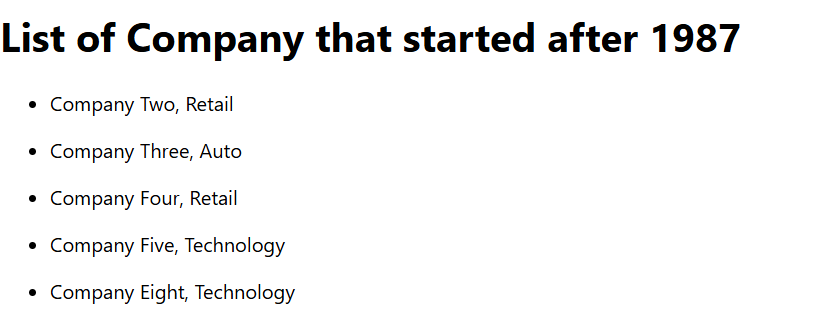 List of Company that started after 1987
Company Two, Retail
Company Three, Auto
Company Four, Retail
Company Five, Technology
Company Eight, Technology